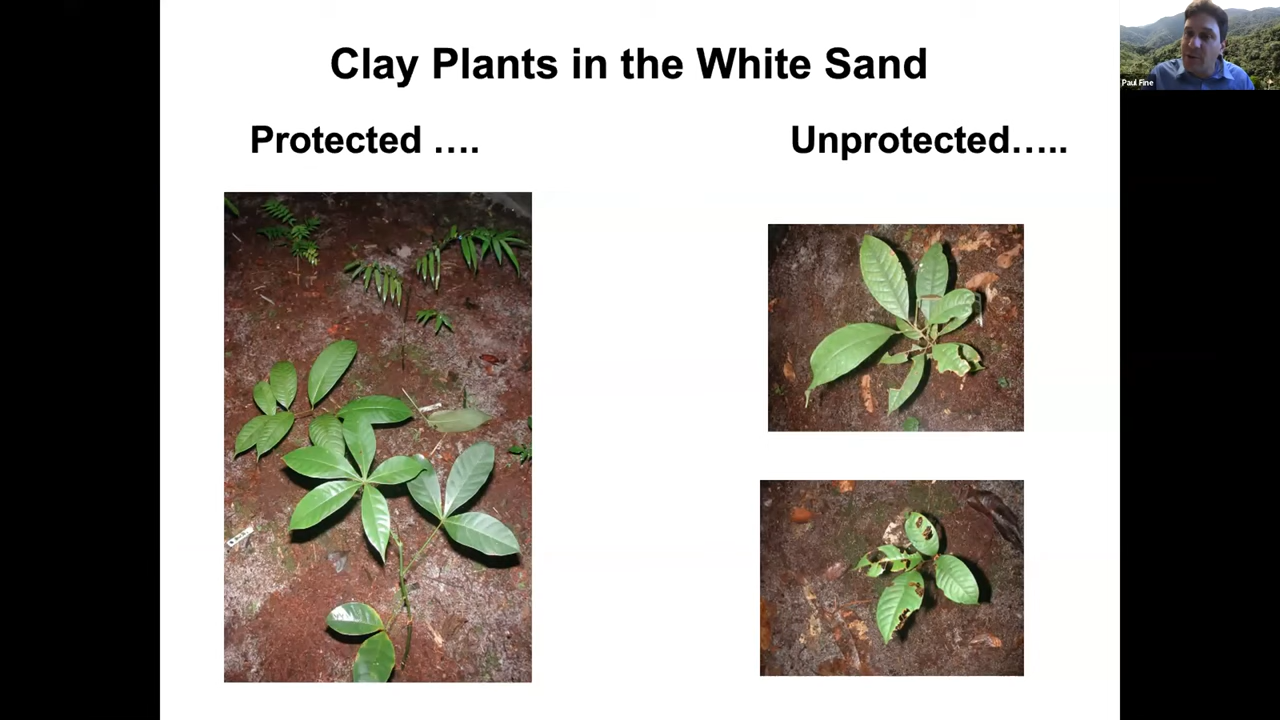 Clay Plants in the White Sand
Protected ....
Unprotected.....
Paul Fine